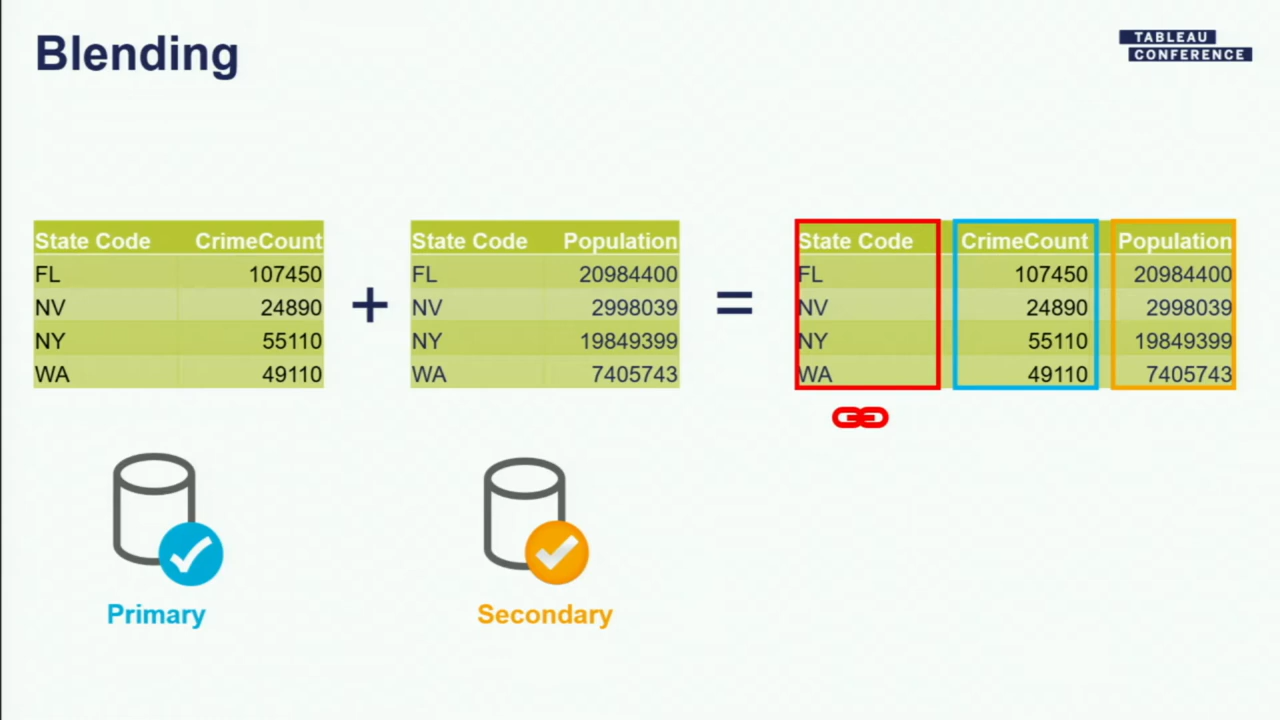 Blending
TABLEAU
CONFERENCE
State Code CrimeCount
FL 107450
NV 24890
NY 55110
WA 49110
+
State Code Population
FL 20984400
NV 2998039
NY 19849399
WA 7405743
=
State Code CrimeCount Population
FL 107450 20984400
NV 24890 2998039
NY 55110 19849399
WA 49110 7405743
Primary
Secondary